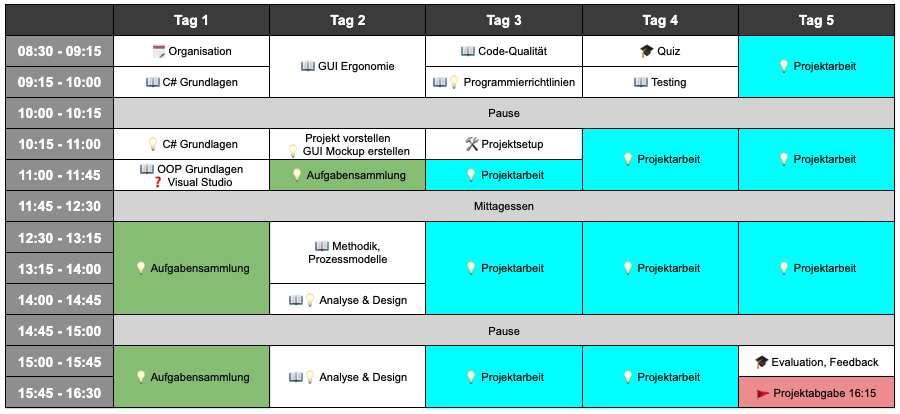 Tag 1 Tag 2 Tag 3 Tag 4 Tag 5
08:30 - 09:15 Organisation GUI Ergonomie Code-Qualität Quiz Projektarbeit
09:15 - 10:00 C# Grundlagen Programmierrichtlinien Testing
10:00 - 10:15 Pause
10:15 - 11:00 C# Grundlagen Projekt vorstellen Projektsetup Projektarbeit Projektarbeit
GUI Mockup erstellen
11:00 - 11:45 OOP Grundlagen Aufgabensammlung Projektarbeit
Visual Studio
11:45 - 12:30 Mittagessen
12:30 - 13:15 Aufgabensammlung Methodik, Projektarbeit Projektarbeit Projektarbeit
Prozessmodelle
13:15 - 14:00
14:00 - 14:45 Analyse & Design
14:45 - 15:00 Pause
15:00 - 15:45 Aufgabensammlung Analyse & Design Projektarbeit Projektarbeit Evaluation, Feedback
15:45 - 16:30 Projektabgabe 16:15